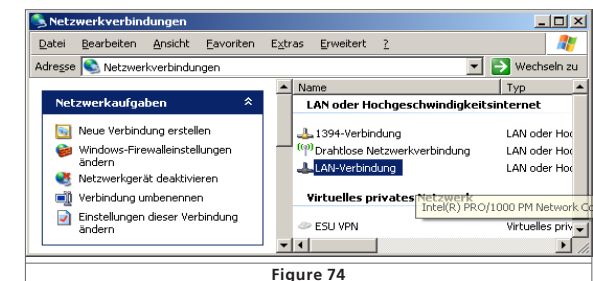 Netzwerkverbindungen
Datei Bearbeiten Ansicht Favoriten Extras Erweitert ?
Adresse Netzwerkverbindungen Wechseln zu
Netzwerkaufgaben
Neue Verbindung erstellen
Windows-Firewalleinstellungen
ändern
Netzwerkgerät deaktivieren
Verbindung umbenennen
Einstellungen dieser Verbindung
ändern
Name Typ
LAN oder Hochgeschwindigkeitsinternet
1394-Verbindung LAN oder Hoc
Drahtlose Netzwerkverbindung LAN oder Hoc
LAN-Verbindung LAN oder Hoc
Virtuelles privates Netzwerk
Intel(R) PRO/1000 PM Network Co
ESU VPN Virtuelles priv
Figure 74